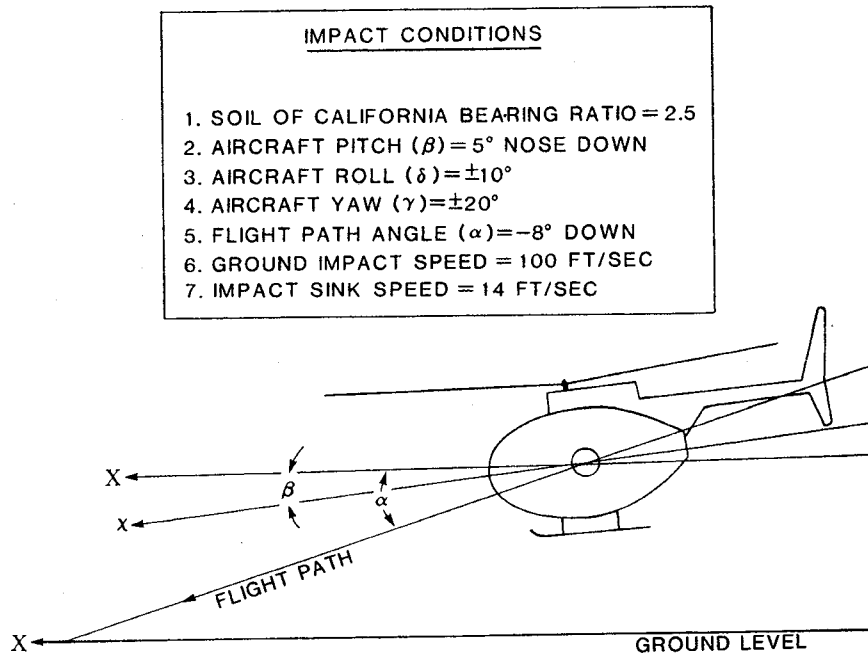 IMPACT CONDITIONS
1. SOIL OF CALIFORNIA BEARING RATIO = 2.5
2. AIRCRAFT PITCH (β) = 5° NOSE DOWN
3. AIRCRAFT ROLL (δ) = ±10°
4. AIRCRAFT YAW (γ) = ±20°
5. FLIGHT PATH ANGLE (α) = −8° DOWN
6. GROUND IMPACT SPEED = 100 FT/SEC
7. IMPACT SINK SPEED = 14 FT/SEC
X
β
α
x
FLIGHT PATH
X
GROUND LEVEL